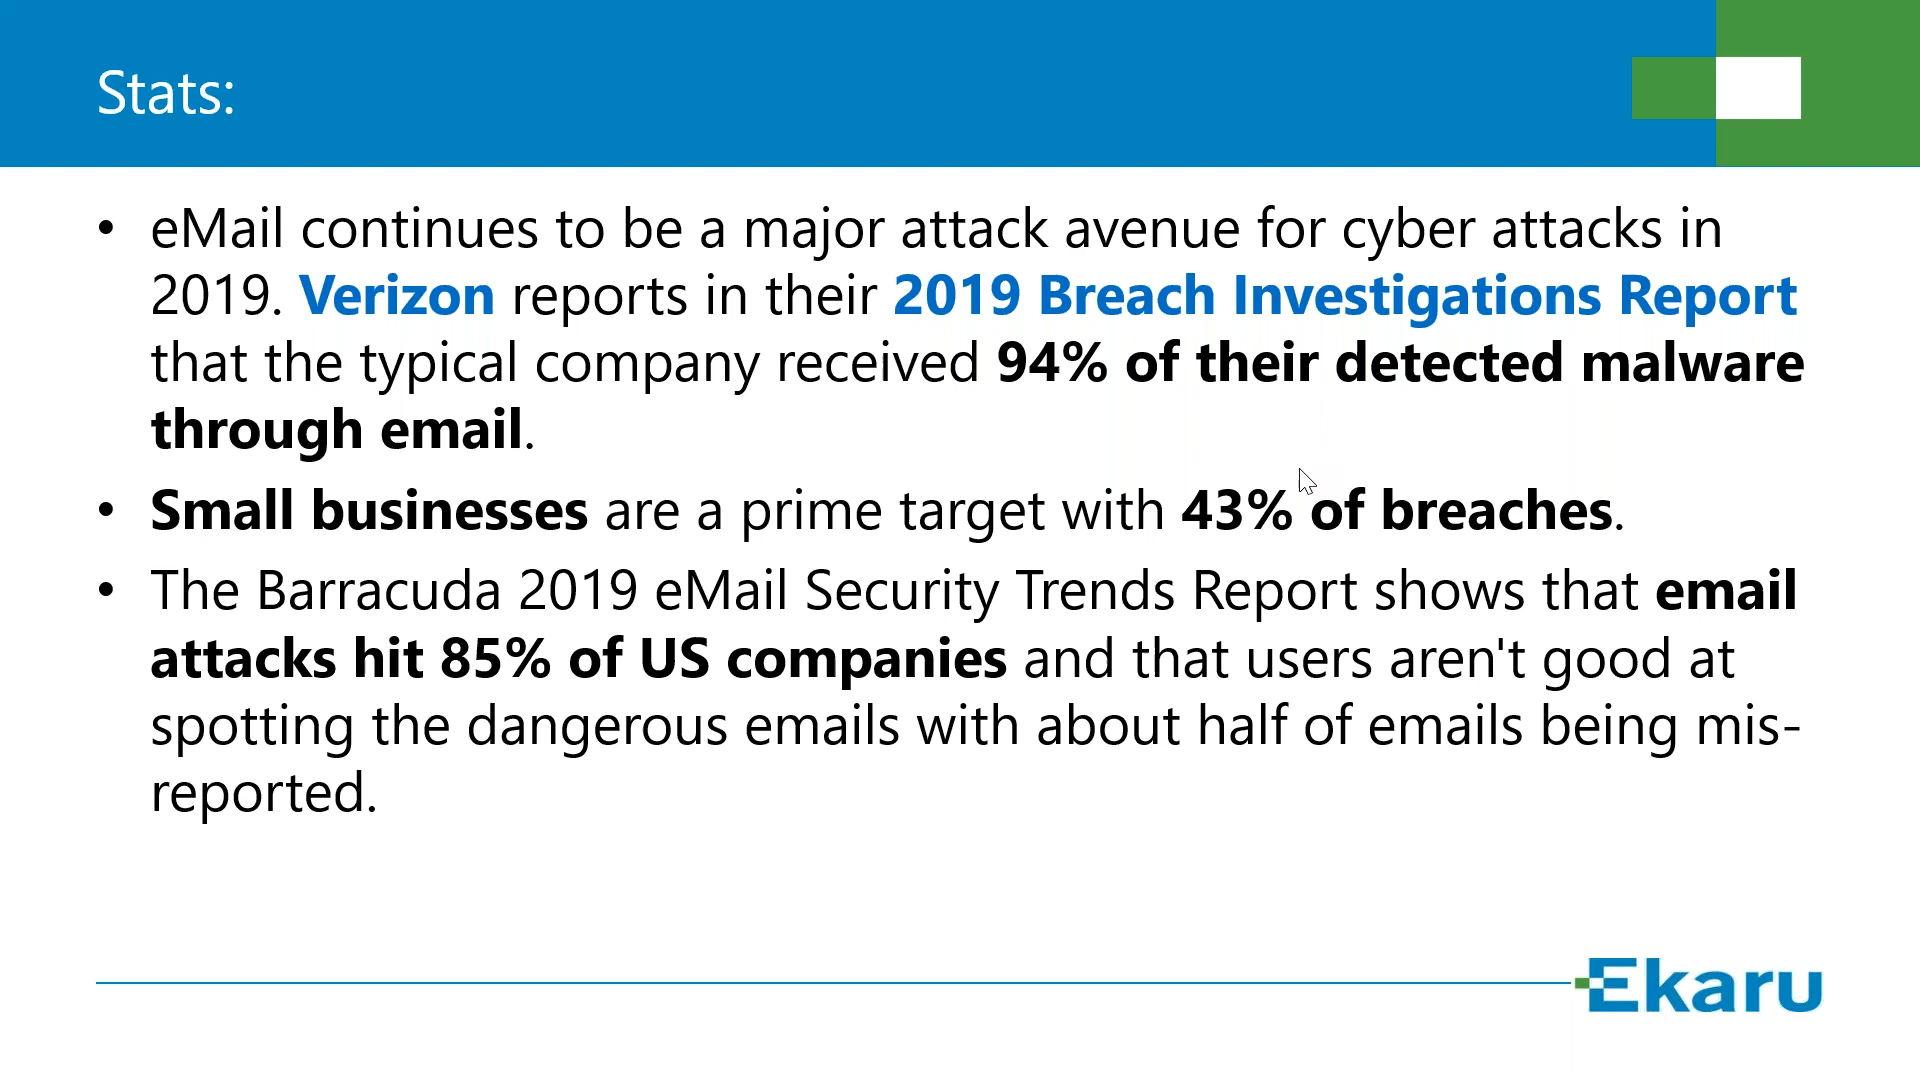 Stats:
• eMail continues to be a major attack avenue for cyber attacks in
2019. Verizon reports in their 2019 Breach Investigations Report
that the typical company received 94% of their detected malware
through email.
• Small businesses are a prime target with 43% of breaches.
• The Barracuda 2019 eMail Security Trends Report shows that email
attacks hit 85% of US companies and that users aren't good at
spotting the dangerous emails with about half of emails being mis-
reported.
Ekaru